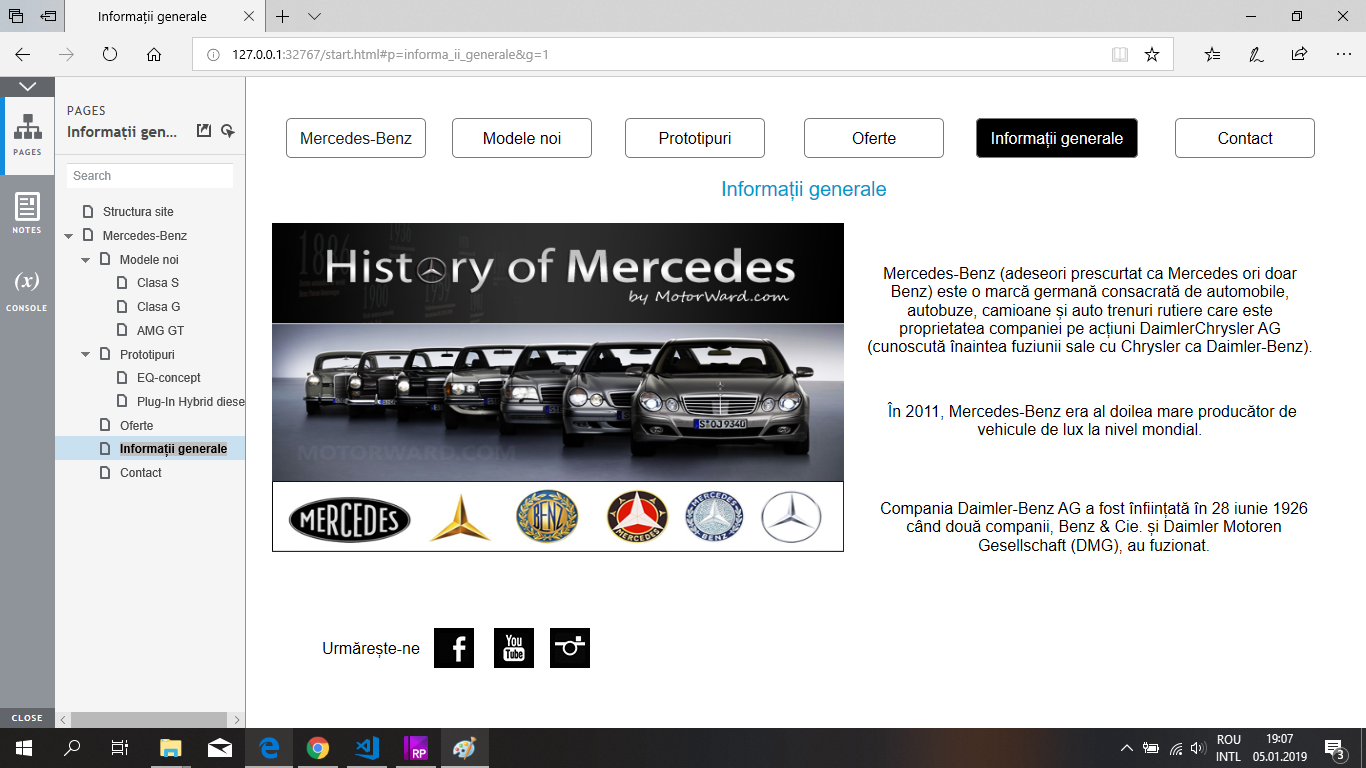 Informații generale
127.0.0.1:32767/start.html#p=informa_ii_generale&g=1
PAGES
NOTES
(x)
CONSOLE
CLOSE
PAGES
Informații gen...
Search
Structura site
Mercedes-Benz
Modele noi
Clasa S
Clasa G
AMG GT
Prototipuri
EQ-concept
Plug-In Hybrid diese
Oferte
Informații generale
Contact
Mercedes-Benz
Modele noi
Prototipuri
Oferte
Informații generale
Contact
Informații generale
1886
1936
1900
History of Mercedes
by MotorWard.com
S OJ 9340
MOTORWARD.COM
MERCEDES
BENZ
MERCEDES
MERCEDES
BENZ
Mercedes-Benz (adeseori prescurtat ca Mercedes ori doar
Benz) este o marcă germană consacrată de automobile,
autobuze, camioane și auto trenuri rutiere care este
proprietatea companiei pe acțiuni DaimlerChrysler AG
(cunoscută înaintea fuziunii sale cu Chrysler ca Daimler-Benz).
În 2011, Mercedes-Benz era al doilea mare producător de
vehicule de lux la nivel mondial.
Compania Daimler-Benz AG a fost înființată în 28 iunie 1926
când două companii, Benz & Cie. și Daimler Motoren
Gesellschaft (DMG), au fuzionat.
Urmărește-ne
f
You
Tube
RP
ROU
INTL
19:07
05.01.2019
3